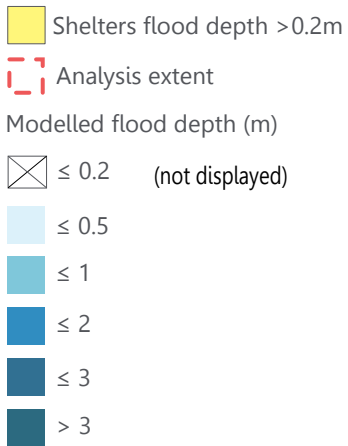 Shelters flood depth >0.2m
Analysis extent
Modelled flood depth (m)
≤ 0.2 (not displayed)
≤ 0.5
≤ 1
≤ 2
≤ 3
> 3